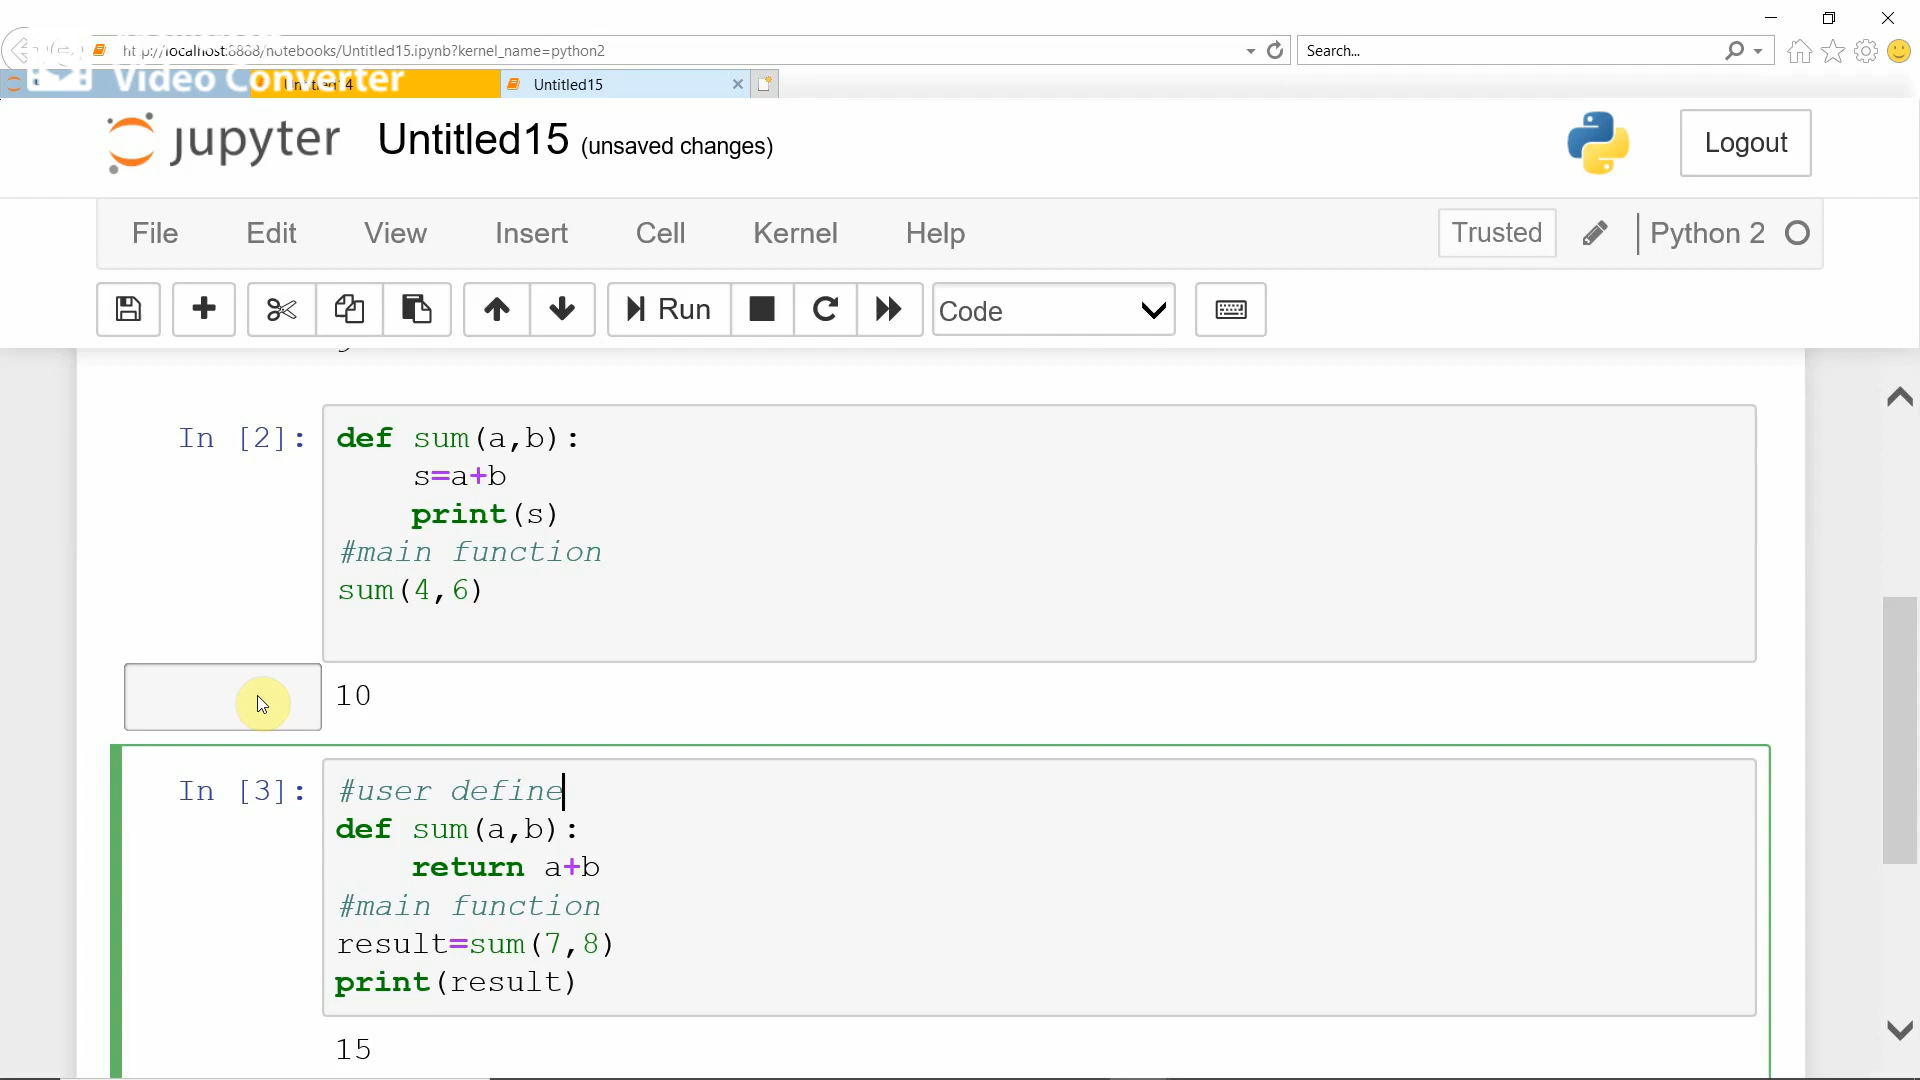 http://localhost:8888/notebooks/Untitled15.ipynb?kernel_name=python2
Search...
Video Converter
Untitled14
Untitled15
jupyter Untitled15 (unsaved changes)
Logout
File Edit View Insert Cell Kernel Help
Trusted
Python 2
Run
Code
In [2]: def sum(a,b):
s=a+b
print(s)
#main function
sum(4,6)
10
In [3]: #user define
def sum(a,b):
return a+b
#main function
result=sum(7,8)
print(result)
15